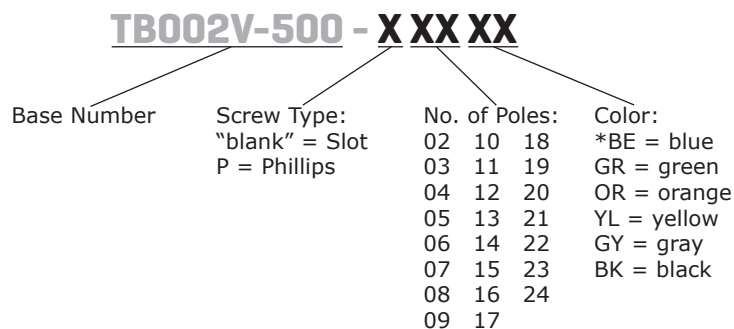 TB002V-500 - X XX XX
Base Number
Screw Type:
“blank” = Slot
P = Phillips
No. of Poles:
02 10 18
03 11 19
04 12 20
05 13 21
06 14 22
07 15 23
08 16 24
09 17
Color:
*BE = blue
GR = green
OR = orange
YL = yellow
GY = gray
BK = black